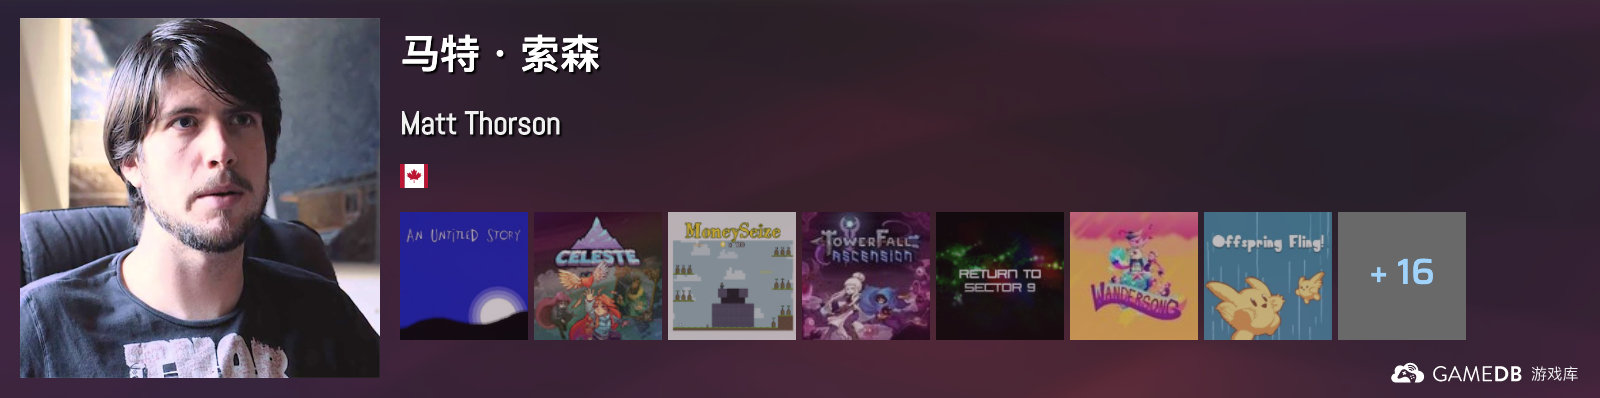 马特 · 索森
Matt Thorson
AN UNTITLED STORY
CELESTE
MoneySeize
TOWERFALL
ASCENSION
RETURN TO
SECTOR 9
WANDERSONG
Offspring Fling!
+ 16
GAMEDB 游戏库